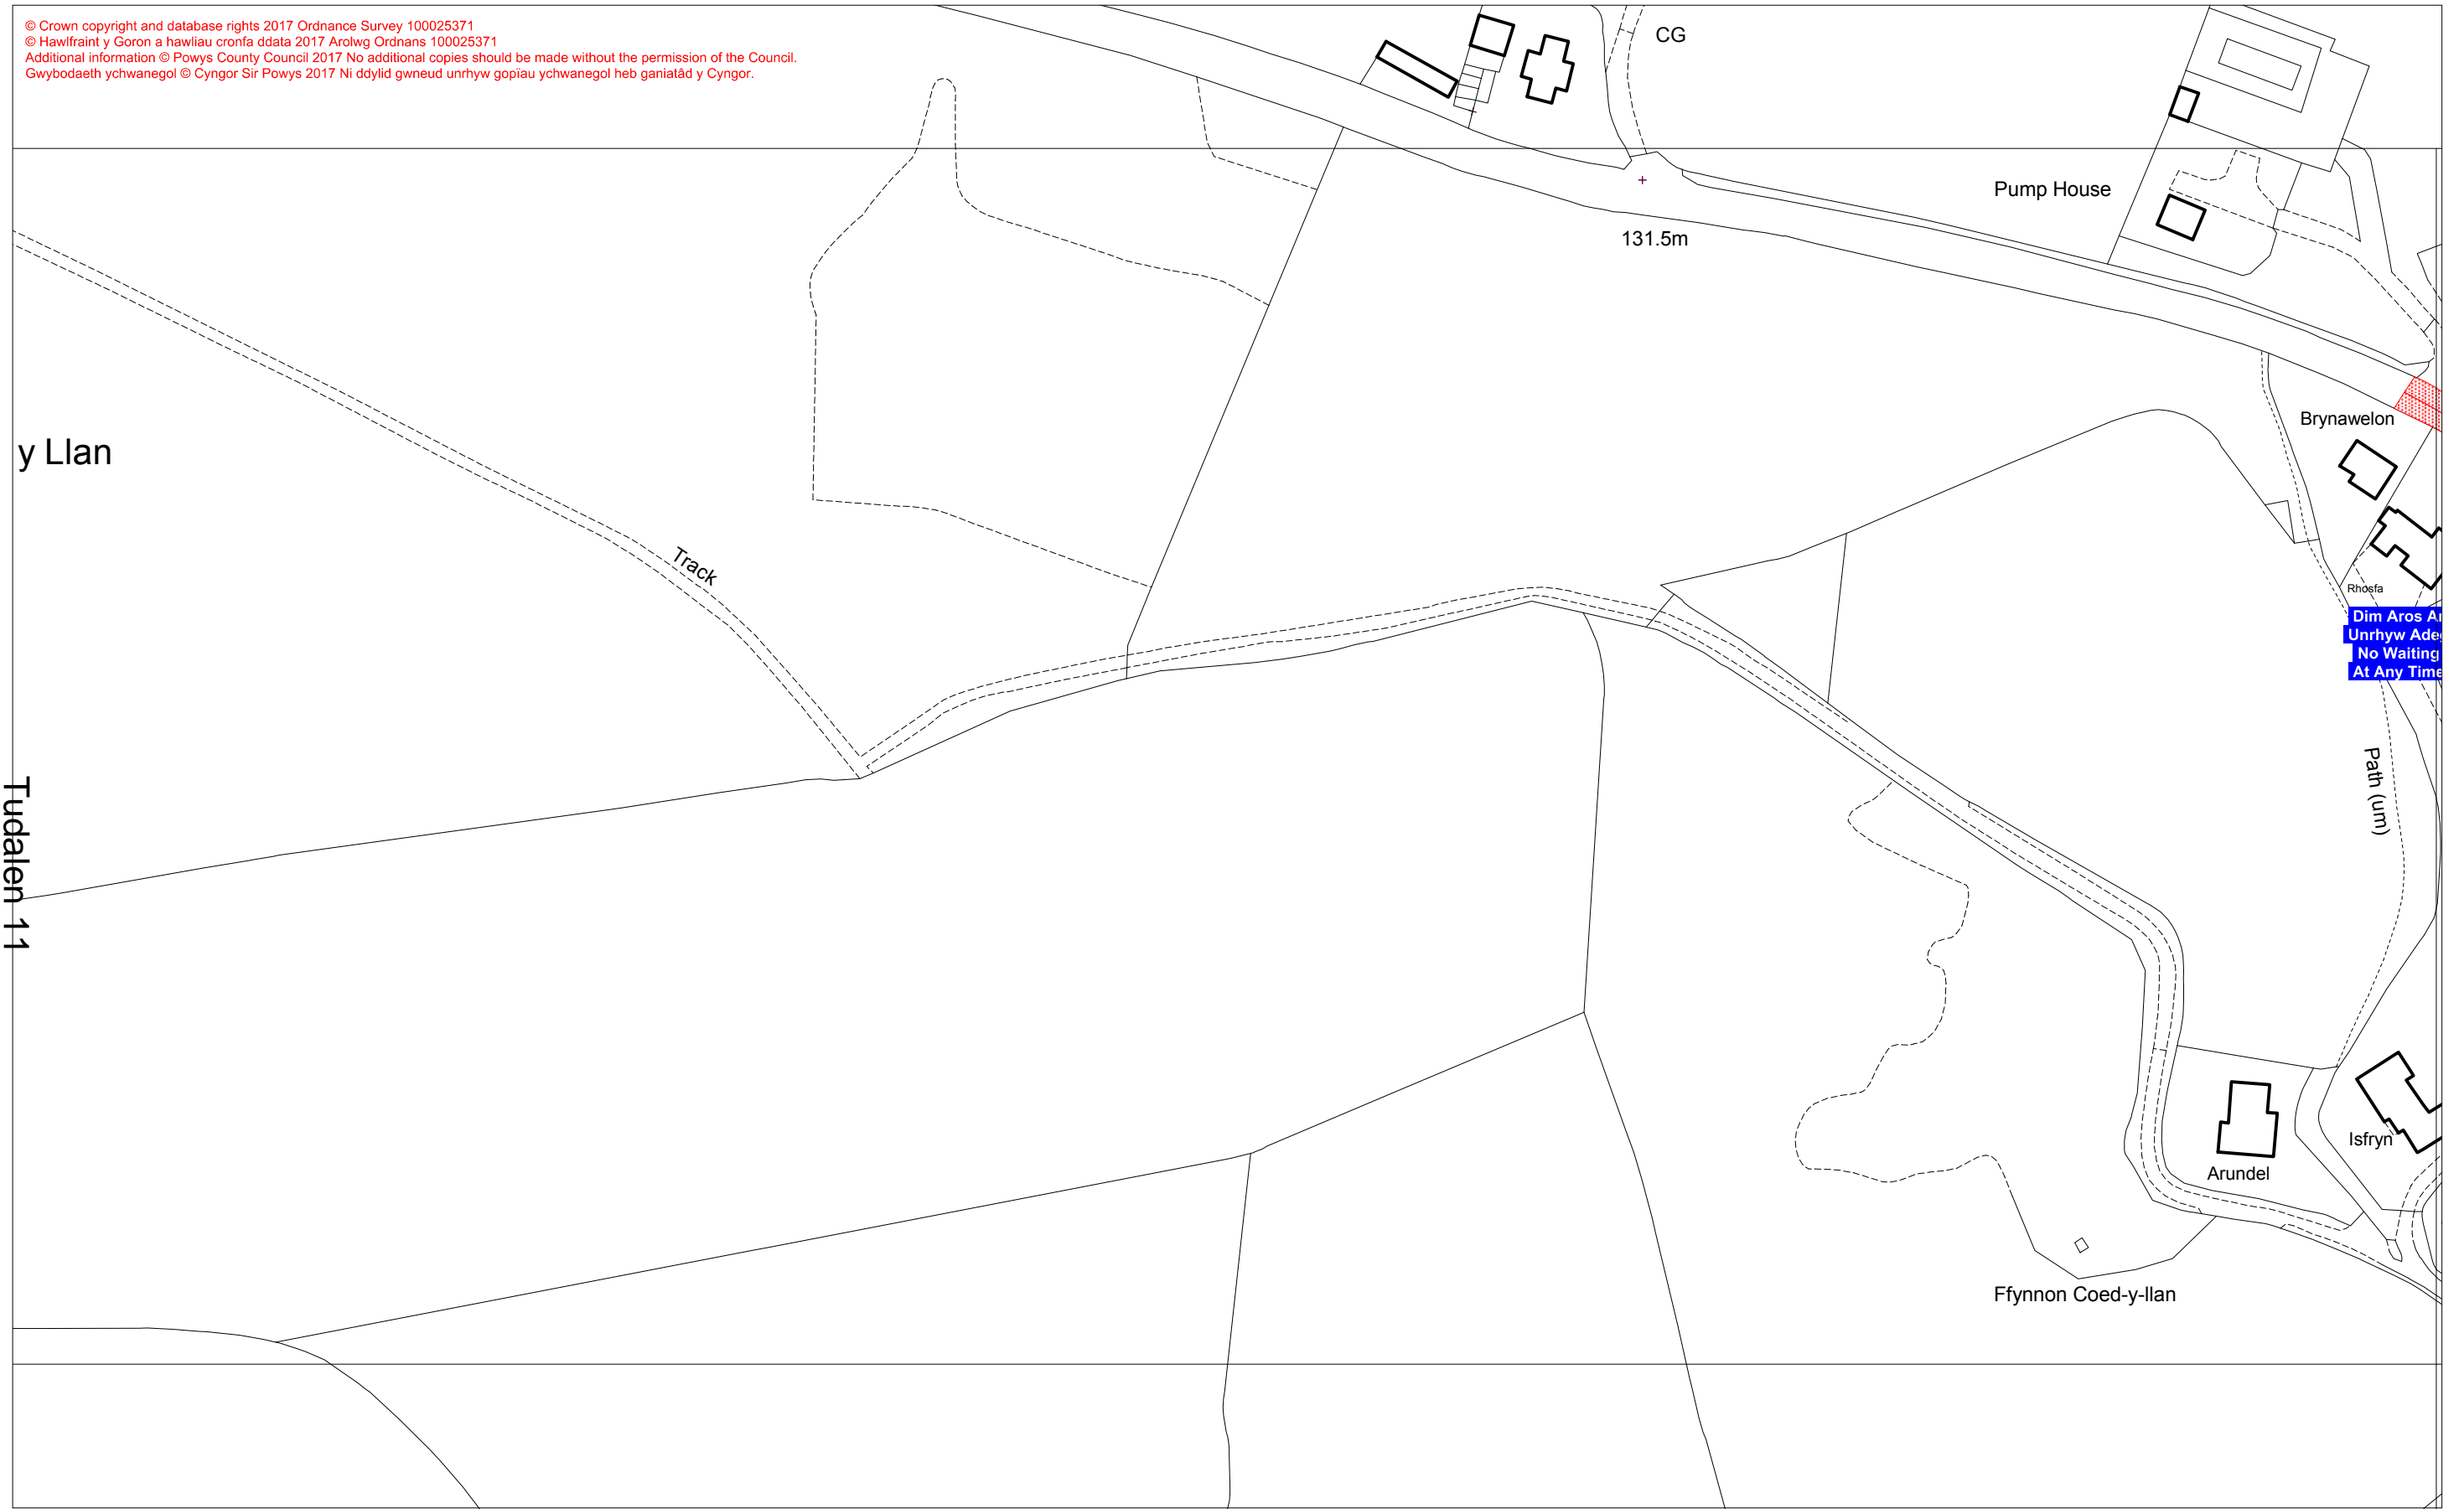 © Crown copyright and database rights 2017 Ordnance Survey 100025371
© Hawlfraint y Goron a hawliau cronfa ddata 2017 Arolwg Ordnans 100025371
Additional information © Powys County Council 2017 No additional copies should be made without the permission of the Council.
Gwybodaeth ychwanegol © Cyngor Sir Powys 2017 Ni ddylid gwneud unrhyw gopïau ychwanegol heb ganiatâd y Cyngor.
CG
Pump House
131.5m
Brynawelon
y Llan
Track
Rhosfa
Dim Aros Ar
Unrhyw Adeg
No Waiting
At Any Time
Path (um)
Tudalen 11
Isfryn
Arundel
Ffynnon Coed-y-llan